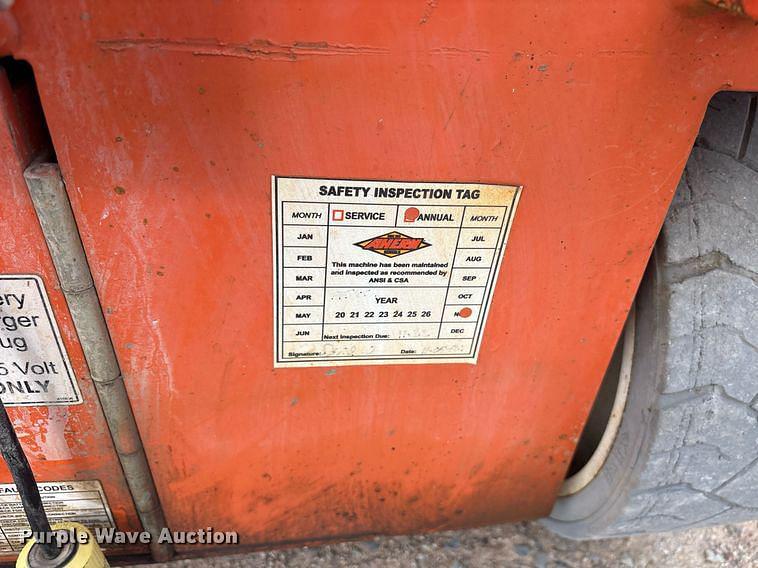 SAFETY INSPECTION TAG
MONTH SERVICE ANNUAL MONTH
JAN JUL
FEB AUG
MAR SEP
APR OCT
MAY
JUN DEC
AHERN
RENTALS
This machine has been maintained
and inspected as recommended by
ANSI & CSA
YEAR
20 21 22 23 24 25 26
Next Inspection Due:
Signature: Date:
ery
rger
ug
5 Volt
ONLY
FAULT CODES
Purple Wave Auction